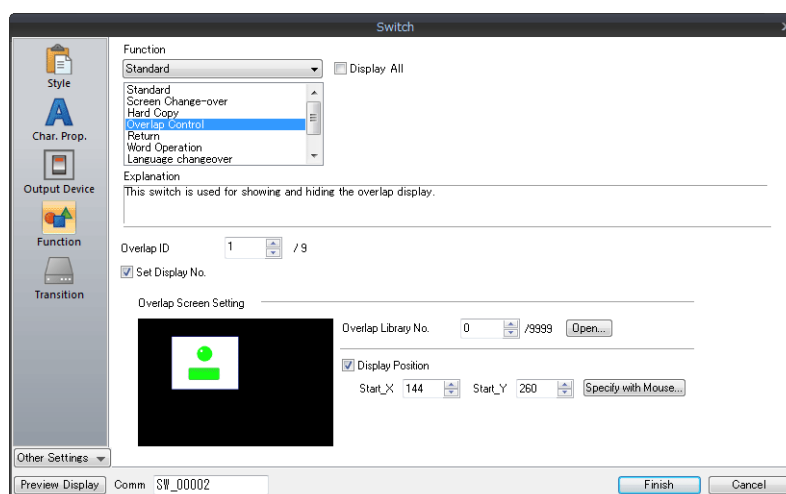 Switch
Function
Standard
Display All
Style
Standard
Screen Change-over
Hard Copy
Overlap Control
Return
Word Operation
Language changeover
Char. Prop.
Explanation
This switch is used for showing and hiding the overlap display.
Output Device
Function
Overlap ID 1 /9
Set Display No.
Transition
Overlap Screen Setting
Overlap Library No. 0 /9999 Open...
Display Position
Start_X 144 Start_Y 260 Specify with Mouse...
Other Settings
Preview Display Comm SW_00002 Finish Cancel